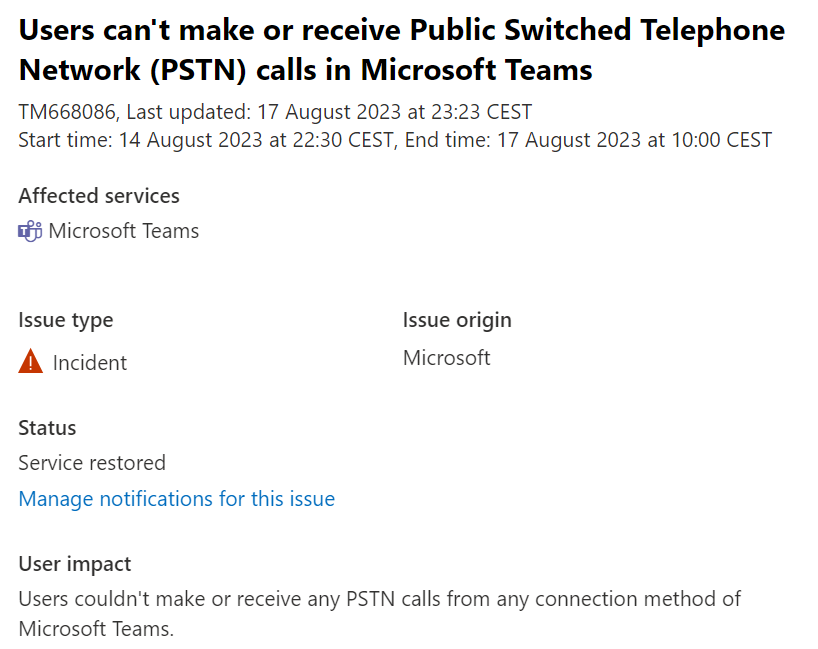 Users can't make or receive Public Switched Telephone
Network (PSTN) calls in Microsoft Teams
TM668086, Last updated: 17 August 2023 at 23:23 CEST
Start time: 14 August 2023 at 22:30 CEST, End time: 17 August 2023 at 10:00 CEST
Affected services
Microsoft Teams
Issue type
Incident
Issue origin
Microsoft
Status
Service restored
Manage notifications for this issue
User impact
Users couldn't make or receive any PSTN calls from any connection method of
Microsoft Teams.